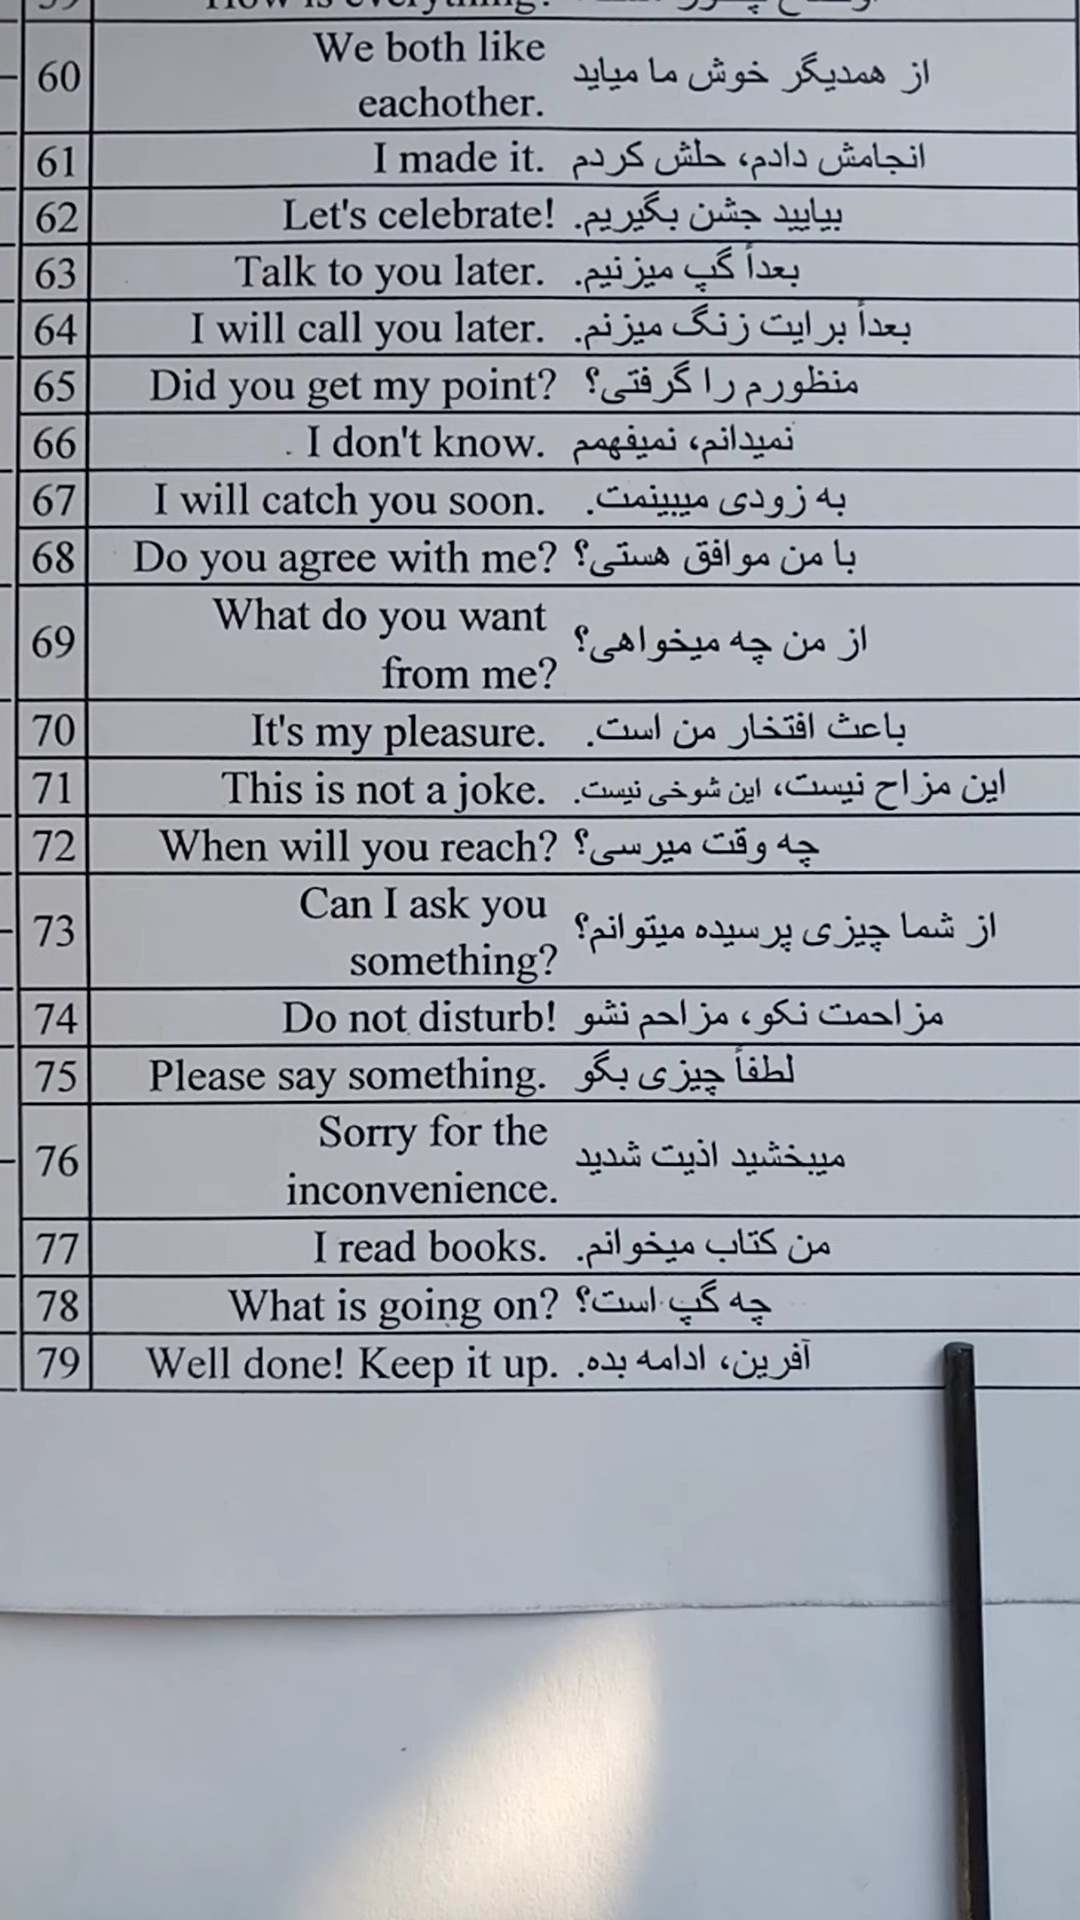 59 How is everything?
60 We both like از همدیگر خوش ما میاید
eachother.
61 I made it. انجامش دادم، حلش کردم
62 Let's celebrate! بیایید جشن بگیریم.
63 Talk to you later. بعداً گپ میزنیم.
64 I will call you later. بعداً برایت زنگ میزنم.
65 Did you get my point? منظورم را گرفتی؟
66 . I don't know. نمیدانم، نمیفهمم
67 I will catch you soon. به زودی میبینمت.
68 Do you agree with me? با من موافق هستی؟
69 What do you want از من چه میخواهی؟
from me?
70 It's my pleasure. باعث افتخار من است.
71 This is not a joke. این مزاح نیست، این شوخی نیست.
72 When will you reach? چه وقت میرسی؟
73 Can I ask you از شما چیزی پرسیده میتوانم؟
something?
74 Do not disturb! مزاحمت نکو، مزاحم نشو
75 Please say something. لطفاً چیزی بگو
76 Sorry for the میبخشید اذیت شدید
inconvenience.
77 I read books. من کتاب میخوانم.
78 What is going on? چه گپ است؟
79 Well done! Keep it up. آفرین، ادامه بده.